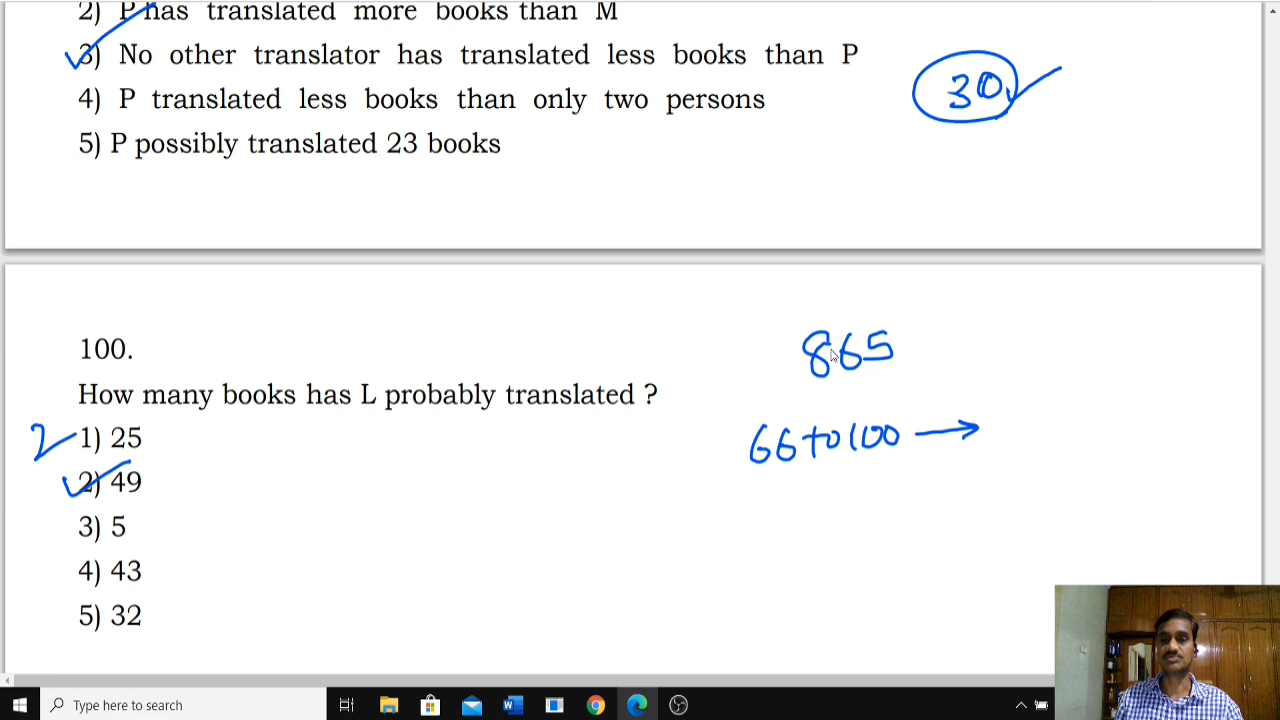 2) P has translated more books than M
3) No other translator has translated less books than P
30
4) P translated less books than only two persons
5) P possibly translated 23 books
100.
865
How many books has L probably translated ?
1) 25
66 to 100 →
2) 49
3) 5
4) 43
5) 32
Type here to search